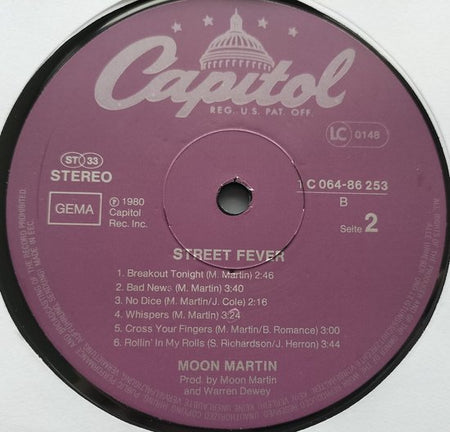 Capitol
REG. U.S. PAT. OFF.
LC 0148
ST 33
STEREO
GEMA
℗ 1980
Capitol
Rec. Inc.
1 C 064-86 253
B
Seite 2
STREET FEVER
1. Breakout Tonight (M. Martin) 2:46
2. Bad News (M. Martin) 3:40
3. No Dice (M. Martin/J. Cole) 2:16
4. Whispers (M. Martin) 3:24
5. Cross Your Fingers (M. Martin/B. Romance) 3:00
6. Rollin' In My Rolls (S. Richardson/J. Herron) 3:44
MOON MARTIN
Prod. by Moon Martin
and Warren Dewey
MADE IN EEC.